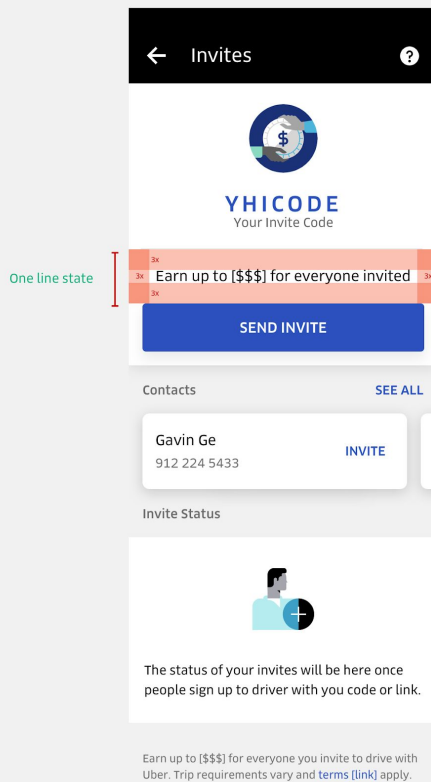 Invites
?
$
YHICODE
Your Invite Code
3x
One line state
3x Earn up to [$$$] for everyone invited 3x
3x
SEND INVITE
Contacts SEE ALL
Gavin Ge
912 224 5433
INVITE
Invite Status
The status of your invites will be here once
people sign up to driver with you code or link.
Earn up to [$$$] for everyone you invite to drive with
Uber. Trip requirements vary and terms [link] apply.